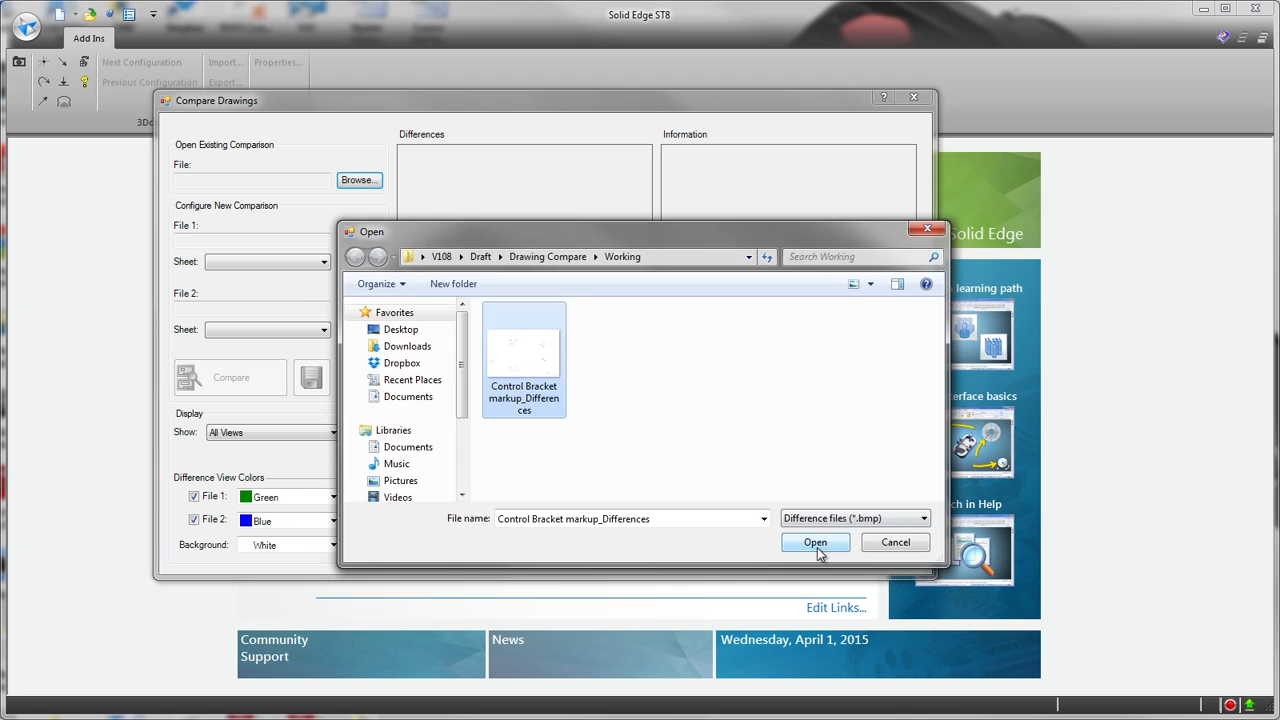 Solid Edge ST8
Add Ins
Next Configuration
Import...
Properties...
Previous Configuration
Export...
Compare Drawings
Open Existing Comparison
Differences
Information
File:
Browse...
Configure New Comparison
File 1:
Sheet:
File 2:
Sheet:
Compare
Display
Show:
All Views
Difference View Colors
File 1:
Green
File 2:
Blue
Background:
White
Open
V108
Draft
Drawing Compare
Working
Search Working
Organize
New folder
Favorites
Desktop
Downloads
Dropbox
Recent Places
Documents
Libraries
Documents
Music
Pictures
Videos
Control Bracket
markup_Differen
ces
File name:
Control Bracket markup_Differences
Difference files (*.bmp)
Open
Cancel
Solid Edge
learning path
terface basics
ch in Help
Edit Links...
Community
Support
News
Wednesday, April 1, 2015